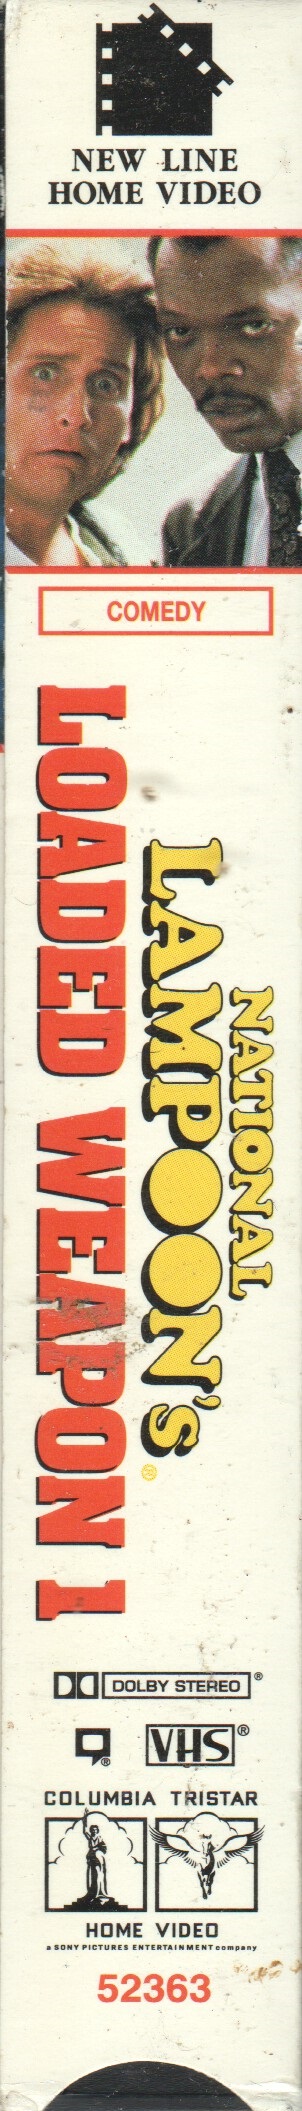 NEW LINE
HOME VIDEO
COMEDY
NATIONAL
LAMPOON'S®
LOADED WEAPON 1
DOLBY STEREO®
®
VHS®
COLUMBIA TRISTAR
HOME VIDEO
a SONY PICTURES ENTERTAINMENT company
52363